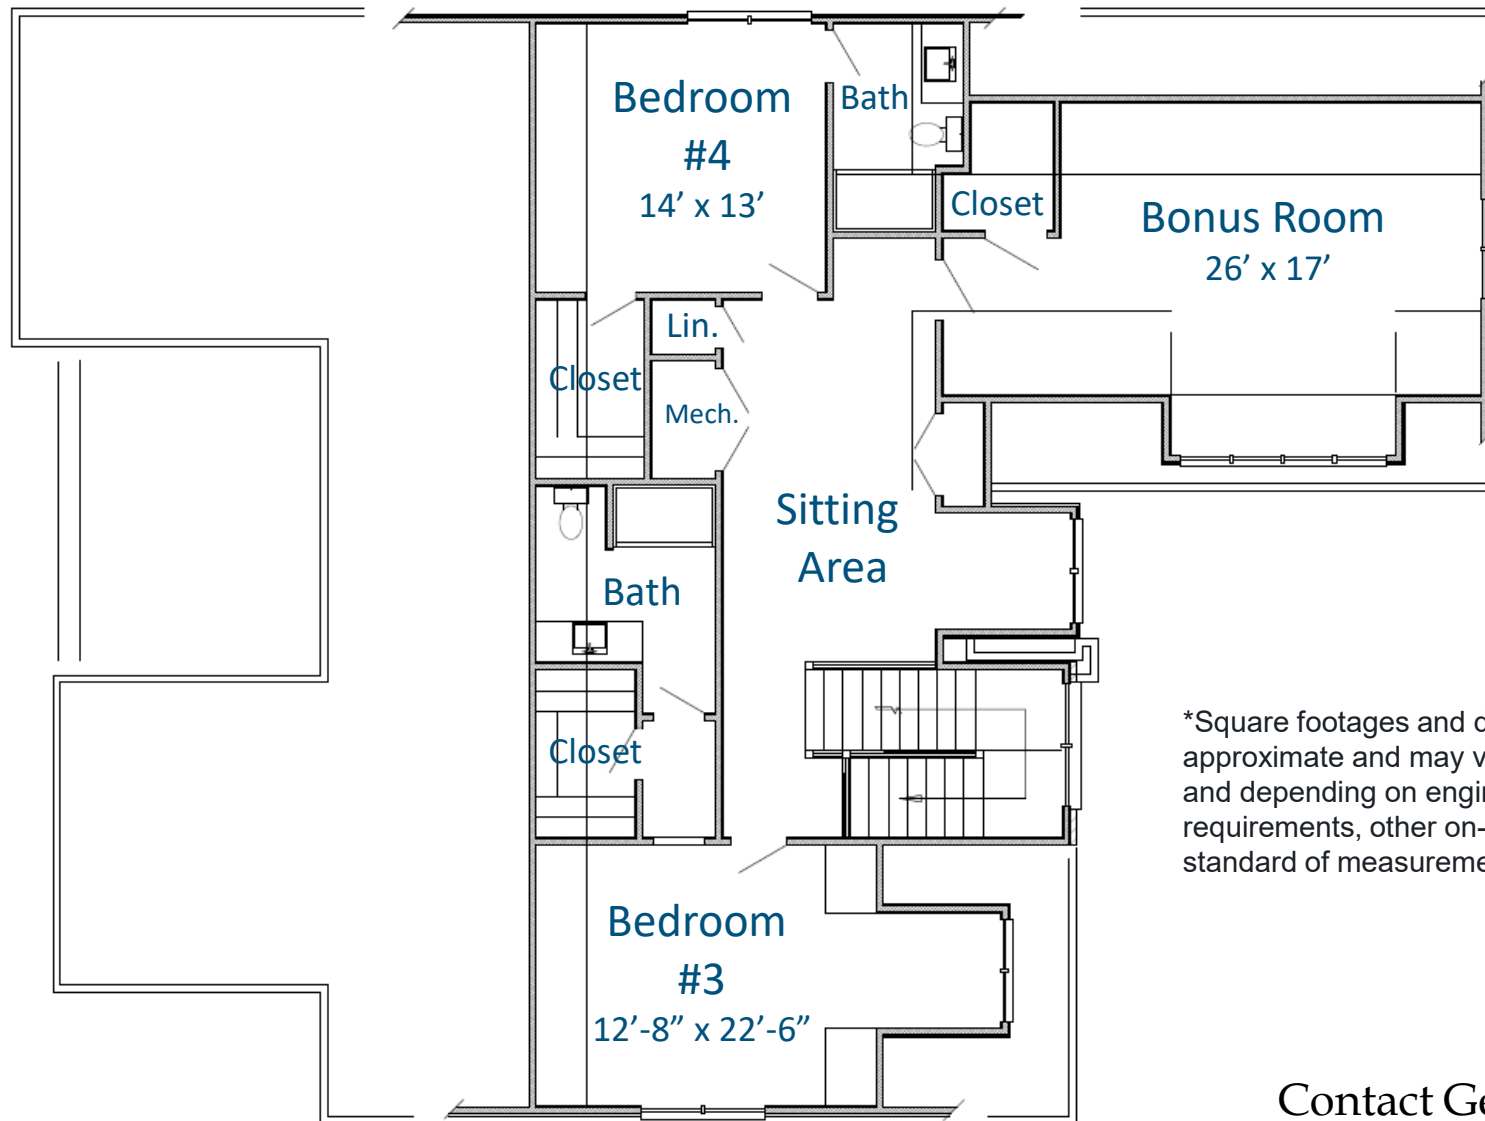 Bedroom
#4
14’ x 13’
Bath
Closet
Bonus Room
26’ x 17’
Lin.
Closet
Mech.
Sitting
Area
Bath
Closet
*Square footages and
approximate and may
and depending on
requirements, other on-
standard of
Bedroom
#3
12’-8” x 22’-6”
Contact